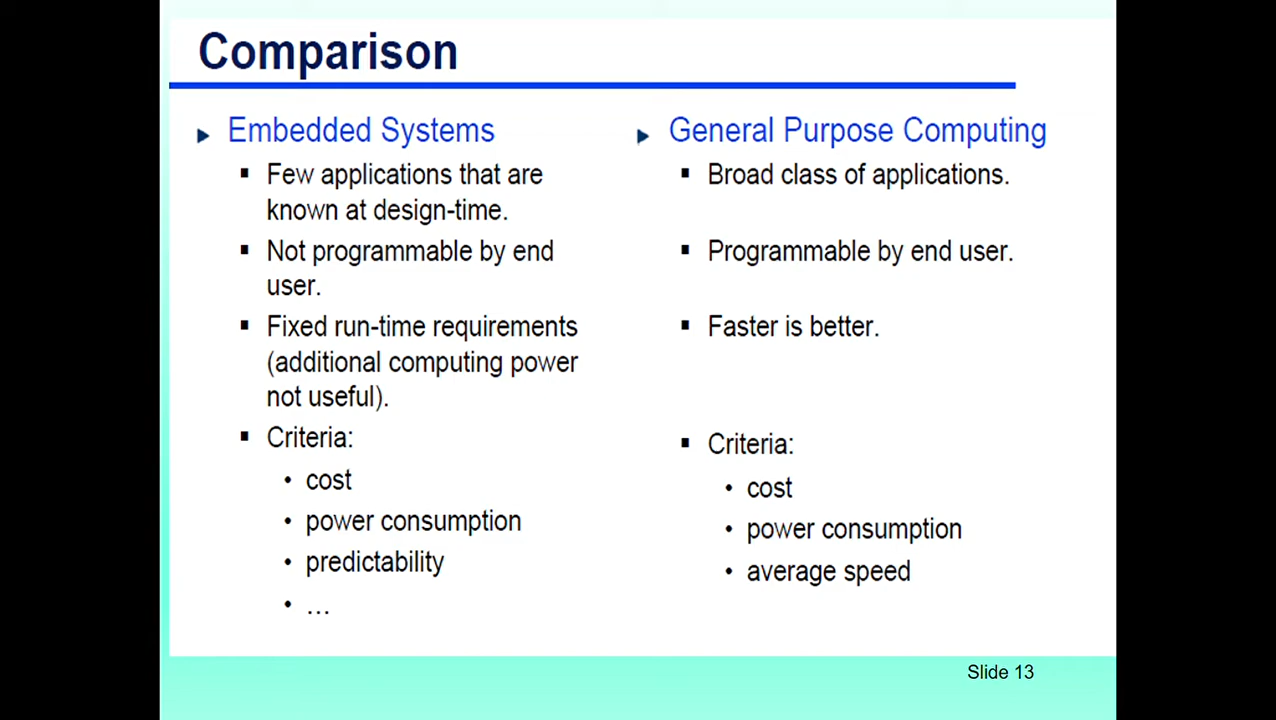 Comparison
Embedded Systems
Few applications that are
known at design-time.
Not programmable by end
user.
Fixed run-time requirements
(additional computing power
not useful).
Criteria:
cost
power consumption
predictability
...
General Purpose Computing
Broad class of applications.
Programmable by end user.
Faster is better.
Criteria:
cost
power consumption
average speed
Slide 13